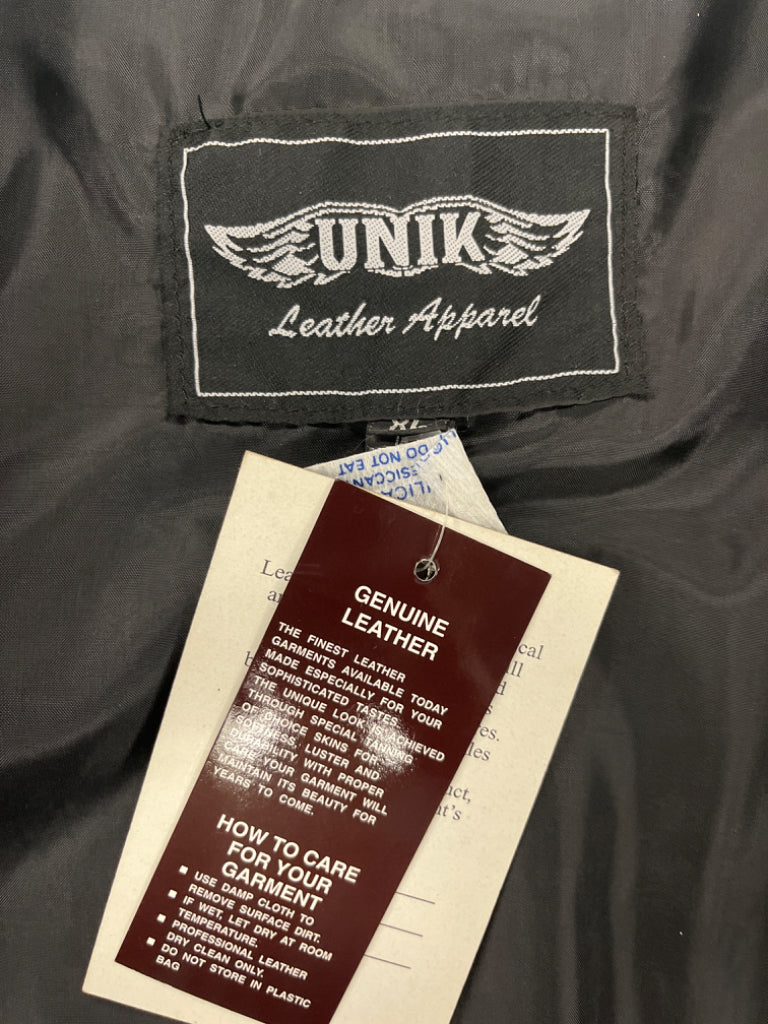 UNIK
Leather Apparel
XL
DO NOT EAT
GENUINE
LEATHER
THE FINEST LEATHER
GARMENTS AVAILABLE TODAY
MADE ESPECIALLY FOR YOUR
SOPHISTICATED TASTES.
THE UNIQUE LOOK IS ACHIEVED
THROUGH SPECIAL TANNING
OF CHOICE SKINS FOR
SOFTNESS, LUSTER AND
DURABILITY WITH PROPER
CARE YOUR GARMENT WILL
MAINTAIN ITS BEAUTY FOR
YEARS TO COME.
HOW TO CARE
FOR YOUR
GARMENT
■ USE DAMP CLOTH TO
REMOVE SURFACE DIRT.
■ IF WET, LET DRY AT ROOM
TEMPERATURE.
■ PROFESSIONAL LEATHER
DRY CLEAN ONLY.
■ DO NOT STORE IN PLASTIC
BAG